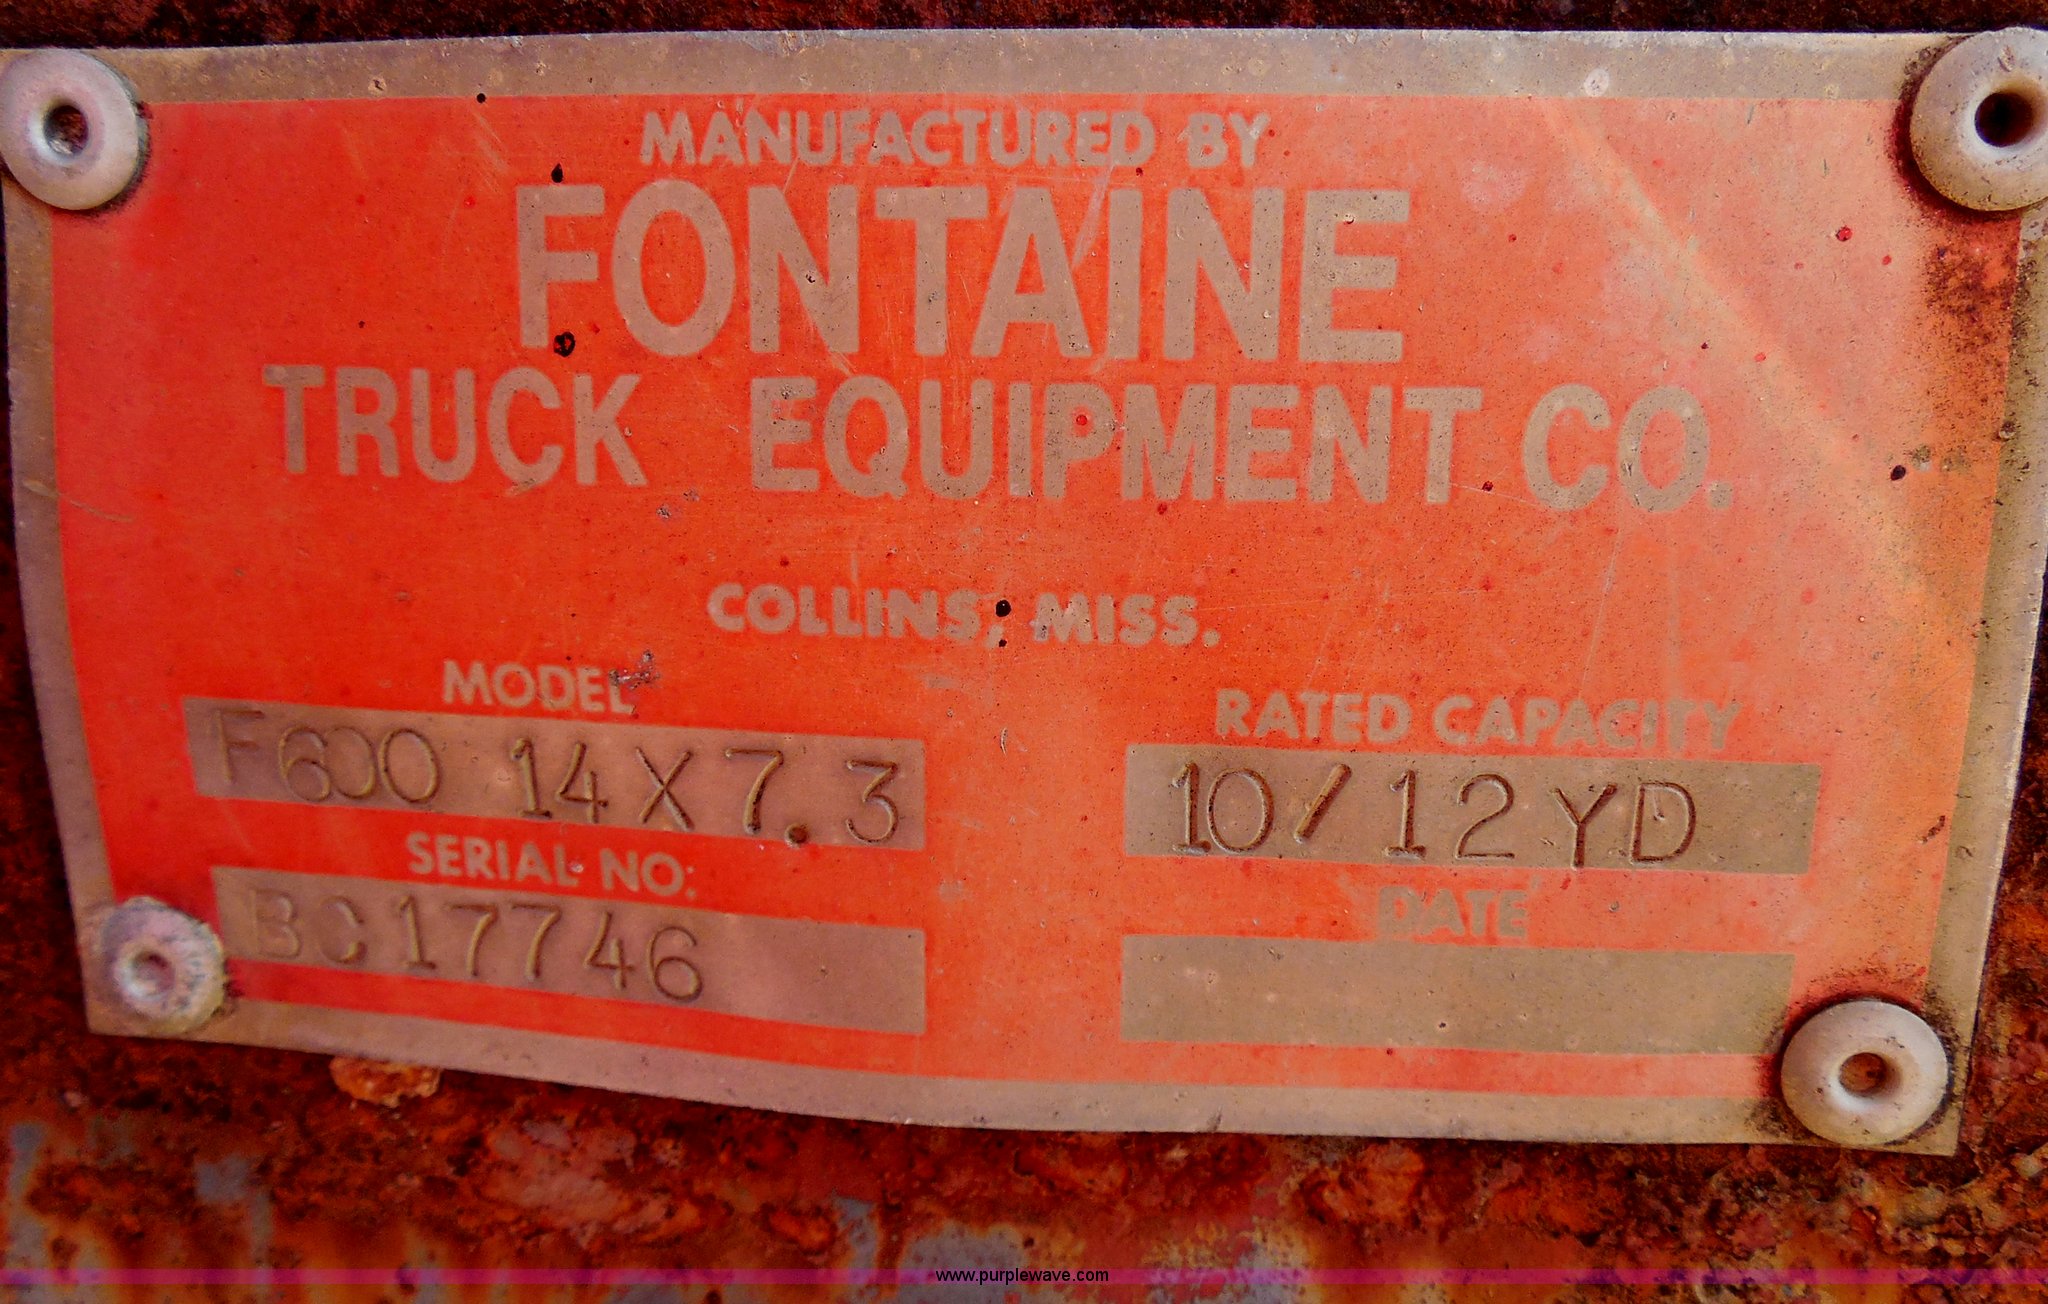 MANUFACTURED BY
FONTAINE
TRUCK EQUIPMENT CO.
COLLINS, MISS.
MODEL
F600 14X7.3
RATED CAPACITY
10/12YD
SERIAL NO:
BC17746
DATE
www.purplewave.com